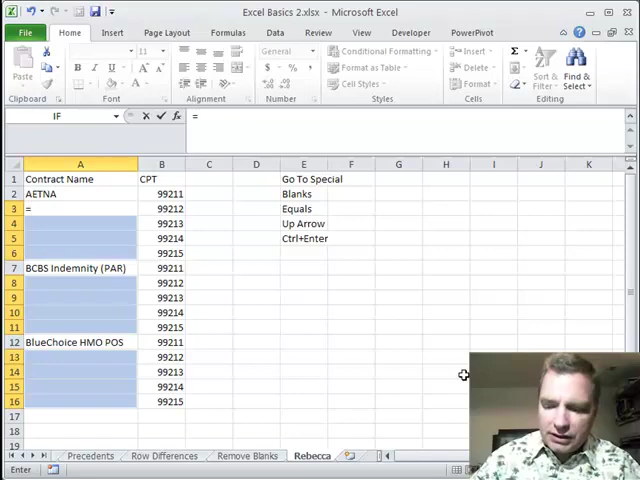 Excel Basics 2.xlsx - Microsoft Excel
File Home Insert Page Layout Formulas Data Review View Developer PowerPivot
Paste
Conditional Formatting
Format as Table
Cell Styles
Insert
Delete
Format
Sort & Filter
Find & Select
Clipboard Font Alignment Number Styles Cells Editing
IF =
A B C D E F G H I J K
1 Contract Name CPT Go To Special
2 AETNA 99211 Blanks
3 = 99212 Equals
4 99213 Up Arrow
5 99214 Ctrl+Enter
6 99215
7 BCBS Indemnity (PAR) 99211
8 99212
9 99213
10 99214
11 99215
12 BlueChoice HMO POS 99211
13 99212
14 99213
15 99214
16 99215
17
18
19
Precedents Row Differences Remove Blanks Rebecca
Enter